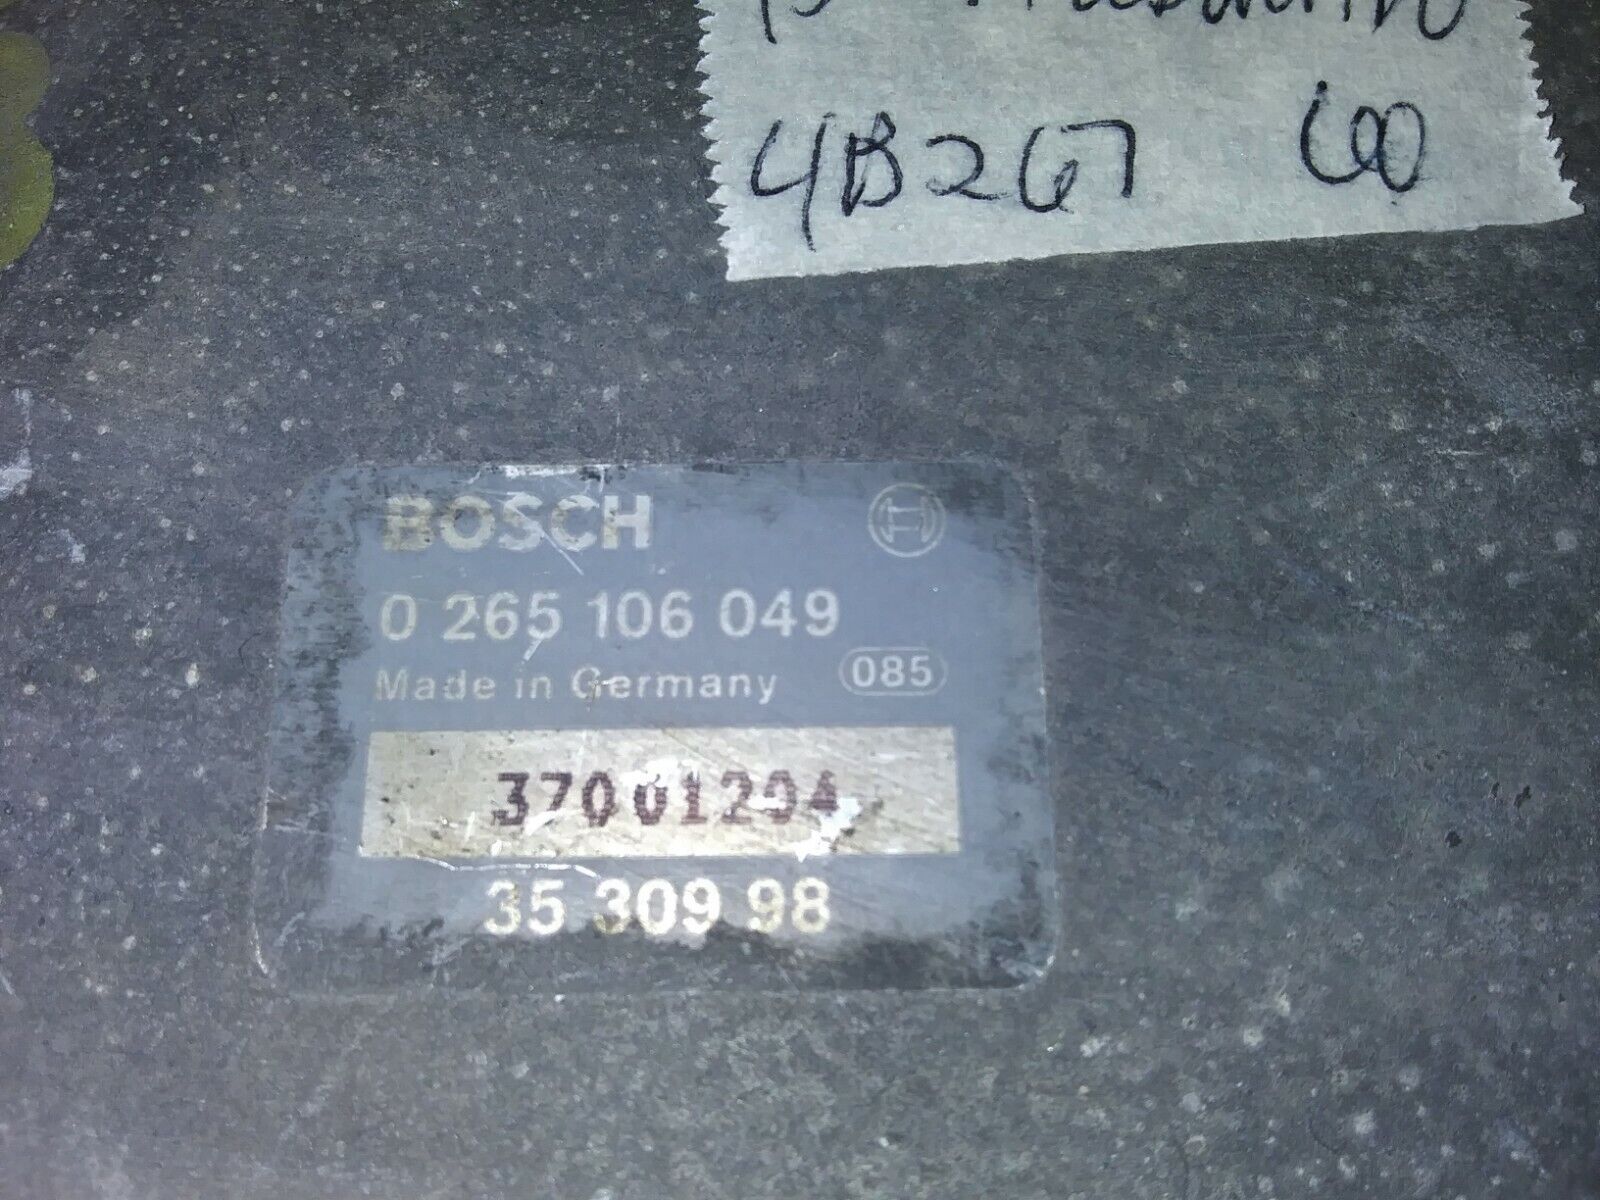 4B267 60
BOSCH
0 265 106 049
Made in Germany 085
37001204
35 309 98